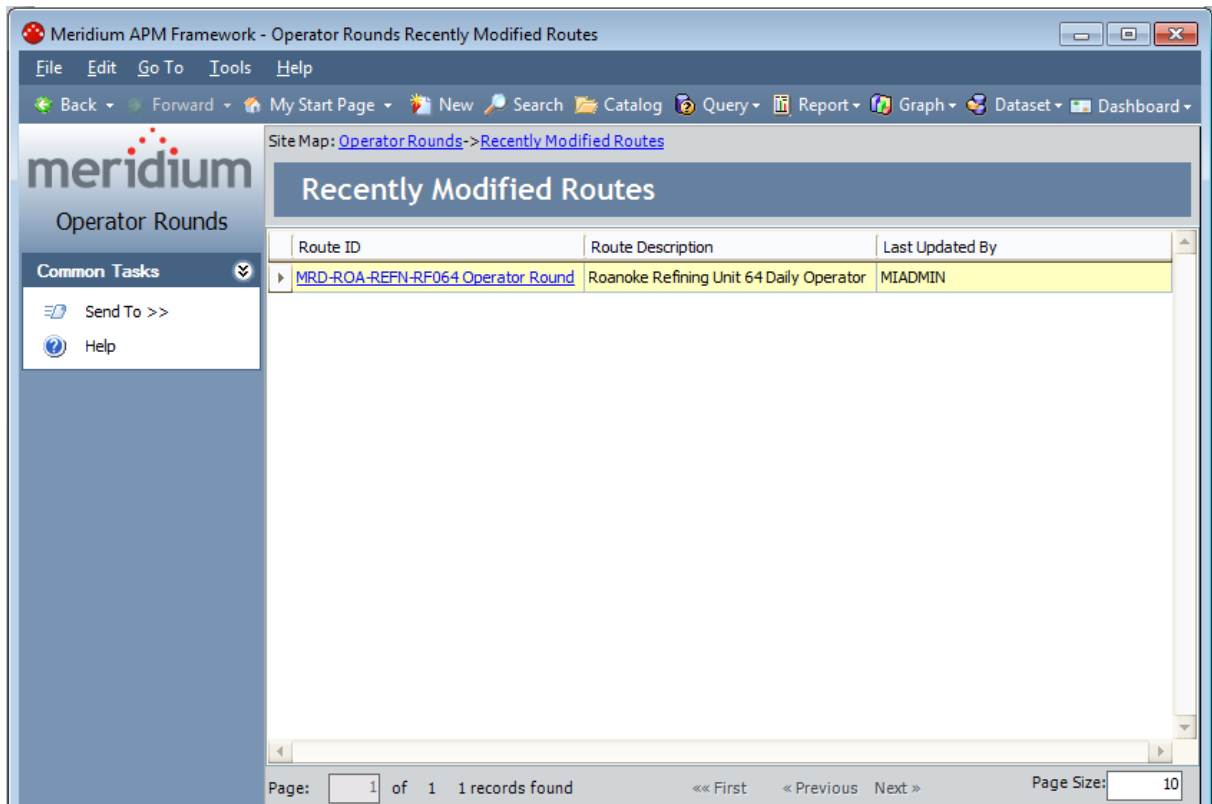 Meridium APM Framework - Operator Rounds Recently Modified Routes
File Edit Go To Tools Help
Back Forward My Start Page New Search Catalog Query Report Graph Dataset Dashboard
meridium
Operator Rounds
Common Tasks
Send To >>
Help
Site Map: Operator Rounds->Recently Modified Routes
Recently Modified Routes
Route ID Route Description Last Updated By
MRD-ROA-REFN-RF064 Operator Round Roanoke Refining Unit 64 Daily Operator MIADMIN
Page: 1 of 1 1 records found «« First « Previous Next » Page Size: 10